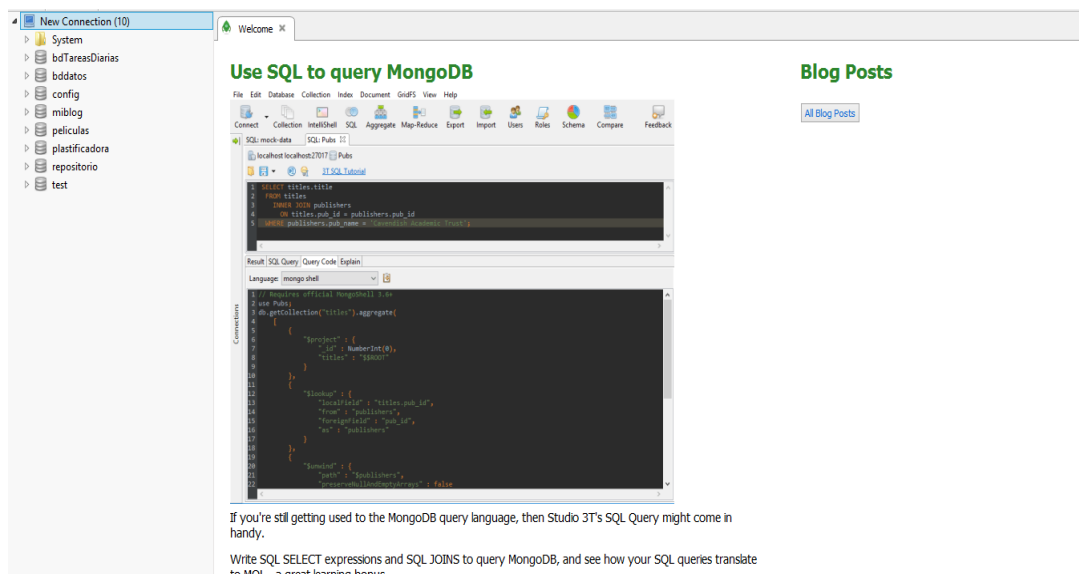 New Connection (10)
System
bdTareasDiarias
bddatos
config
miblog
peliculas
plastificadora
repositorio
test
Welcome
Use SQL to query MongoDB
File Edit Database Collection Index Document GridFS View Help
Connect Collection IntelliShell SQL Aggregate Map-Reduce Export Import Users Roles Schema Compare Feedback
SQL: mock-data SQL: Pubs
localhost localhost:27017 Pubs
3T SQL Tutorial
1 SELECT titles.title
2 FROM titles
3 INNER JOIN publishers
4 ON titles.pub_id = publishers.pub_id
5 WHERE publishers.pub_name = 'Cavendish Academic Trust';
Result SQL Query Query Code Explain
Language: mongo shell
Connections
1 // Requires official MongoShell 3.6+
2 use Pubs;
3 db.getCollection("titles").aggregate(
4 [
5 {
6 "$project" : {
7 "_id" : NumberInt(0),
8 "titles" : "$$ROOT"
9 }
10 },
11 {
12 "$lookup" : {
13 "localField" : "titles.pub_id",
14 "from" : "publishers",
15 "foreignField" : "pub_id",
16 "as" : "publishers"
17 }
18 },
19 {
20 "$unwind" : {
21 "path" : "$publishers",
22 "preserveNullAndEmptyArrays" : false
If you're still getting used to the MongoDB query language, then Studio 3T's SQL Query might come in
handy.
Write SQL SELECT expressions and SQL JOINS to query MongoDB, and see how your SQL queries translate
to MQL - a great learning bonus.
Blog Posts
All Blog Posts